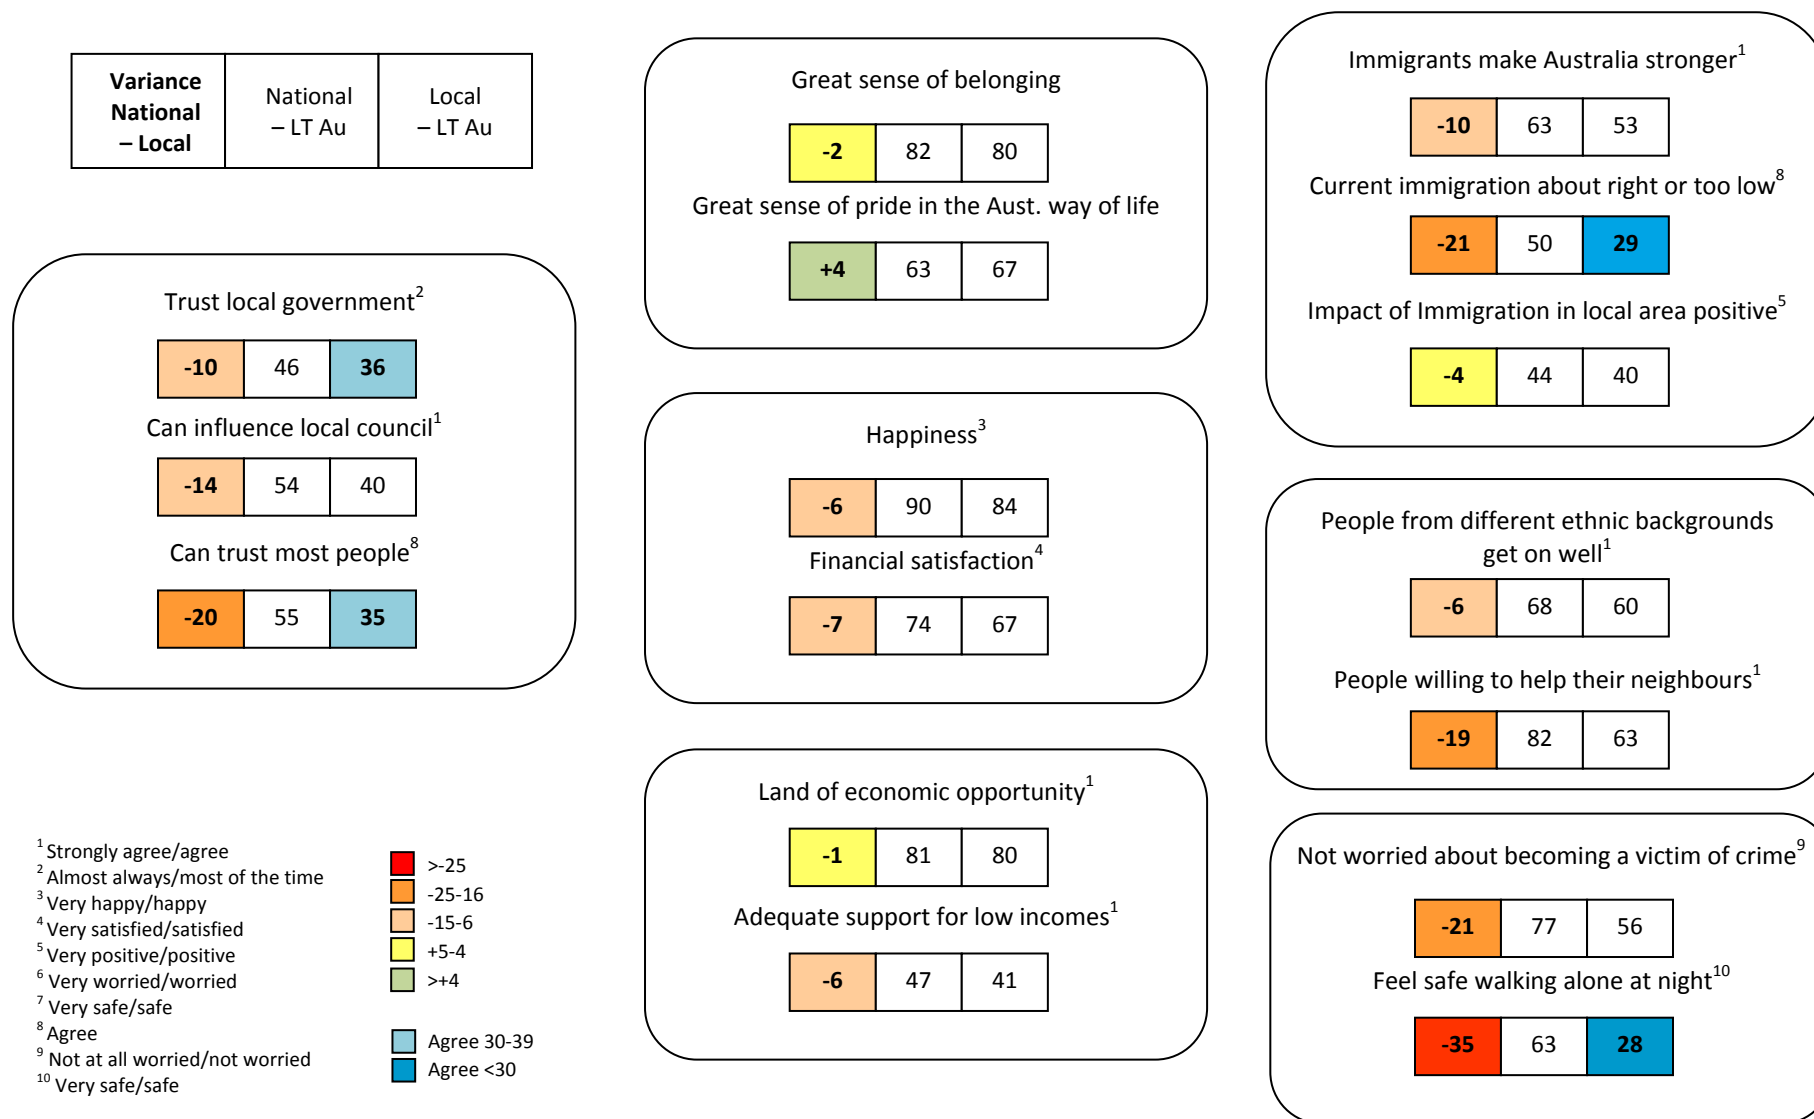 Variance
National
– Local
National
– LT Au
Local
– LT Au
Trust local government²
-10 46 36
Can influence local council¹
-14 54 40
Can trust most people⁸
-20 55 35
Great sense of belonging
-2 82 80
Great sense of pride in the Aust. way of life
+4 63 67
Happiness³
-6 90 84
Financial satisfaction⁴
-7 74 67
Land of economic opportunity¹
-1 81 80
Adequate support for low incomes¹
-6 47 41
Immigrants make Australia stronger¹
-10 63 53
Current immigration about right or too low⁸
-21 50 29
Impact of Immigration in local area positive⁵
-4 44 40
People from different ethnic backgrounds
get on well¹
-6 68 60
People willing to help their neighbours¹
-19 82 63
Not worried about becoming a victim of crime⁹
-21 77 56
Feel safe walking alone at night¹⁰
-35 63 28
¹ Strongly agree/agree
² Almost always/most of the time
³ Very happy/happy
⁴ Very satisfied/satisfied
⁵ Very positive/positive
⁶ Very worried/worried
⁷ Very safe/safe
⁸ Agree
⁹ Not at all worried/not worried
¹⁰ Very safe/safe
>-25
-25-16
-15-6
+5-4
>+4
Agree 30-39
Agree <30